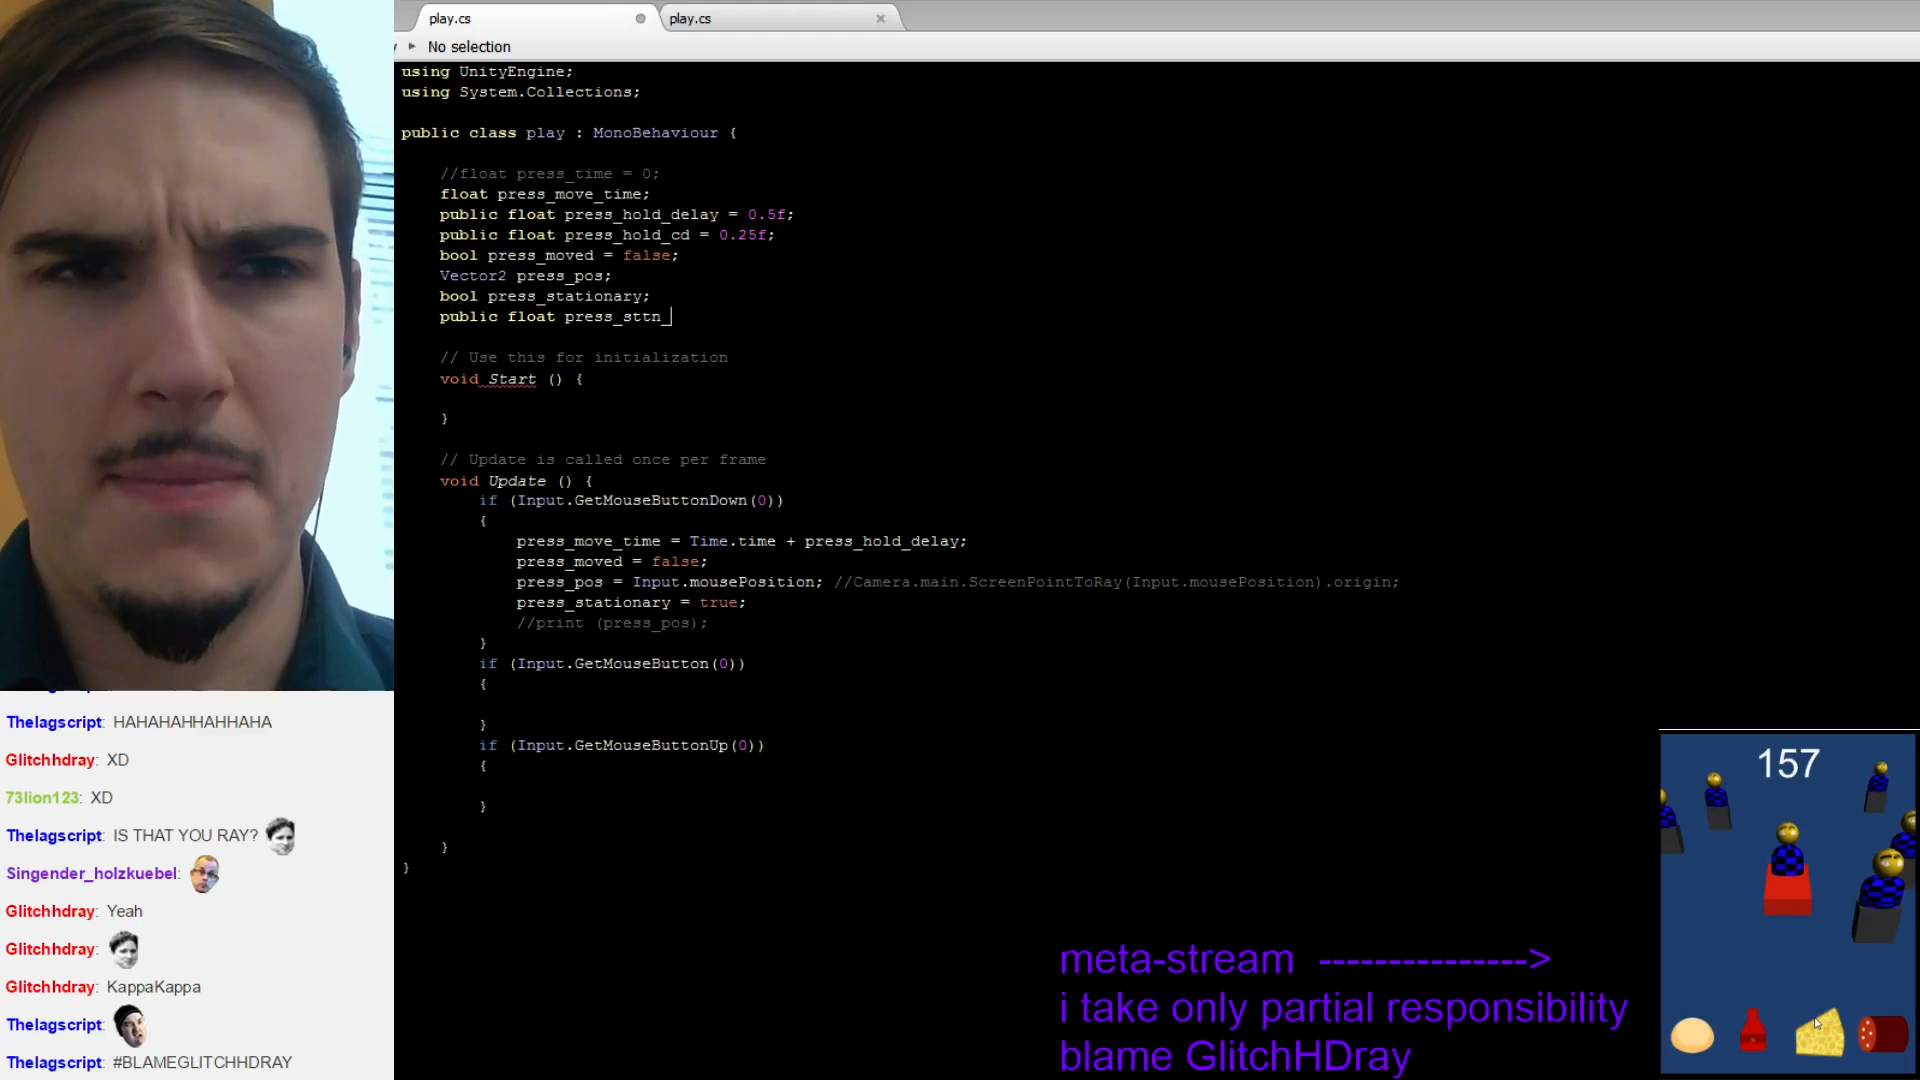 play.cs
play.cs
No selection
using UnityEngine;
using System.Collections;
public class play : MonoBehaviour {
//float press_time = 0;
float press_move_time;
public float press_hold_delay = 0.5f;
public float press_hold_cd = 0.25f;
bool press_moved = false;
Vector2 press_pos;
bool press_stationary;
public float press_sttn_
// Use this for initialization
void Start () {
}
// Update is called once per frame
void Update () {
if (Input.GetMouseButtonDown(0))
{
press_move_time = Time.time + press_hold_delay;
press_moved = false;
press_pos = Input.mousePosition; //Camera.main.ScreenPointToRay(Input.mousePosition).origin;
press_stationary = true;
//print (press_pos);
}
if (Input.GetMouseButton(0))
{
}
if (Input.GetMouseButtonUp(0))
{
}
}
}
Thelagscript: HAHAHAHHAHHAHA
Glitchhdray: XD
73lion123: XD
Thelagscript: IS THAT YOU RAY?
Singender_holzkuebel:
Glitchhdray: Yeah
Glitchhdray:
Glitchhdray: KappaKappa
Thelagscript:
Thelagscript: #BLAMEGLITCHHDRAY
157
meta-stream --------------->
i take only partial responsibility
blame GlitchHDray